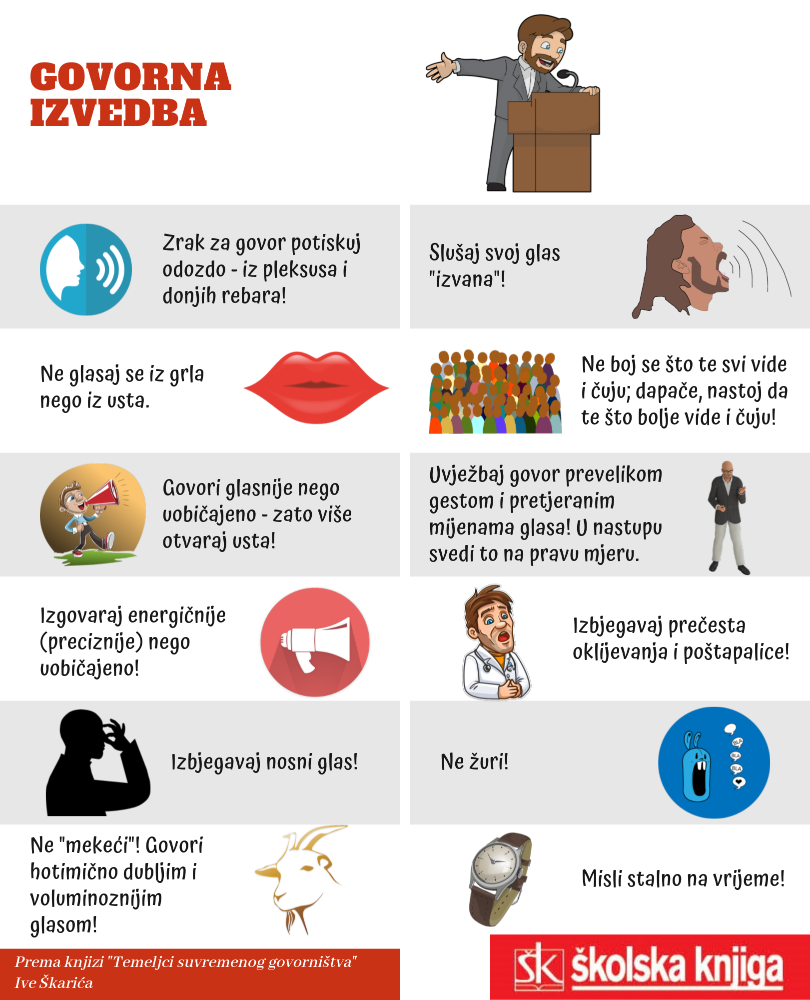 GOVORNA
IZVEDBA
Zrak za govor potiskuj
odozdo - iz pleksusa i
donjih rebara!
Slušaj svoj glas
"izvana"!
Ne glasaj se iz grla
nego iz usta.
Ne boj se što te svi vide
i čuju; dapače, nastoj da
te što bolje vide i čuju!
Govori glasnije nego
uobičajeno - zato više
otvaraj usta!
Uvježbaj govor prevelikom
gestom i pretjeranim
mijenama glasa! U nastupu
svedi to na pravu mjeru.
Izgovaraj energičnije
(preciznije) nego
uobičajeno!
Izbjegavaj prečesta
oklijevanja i poštapalice!
Izbjegavaj nosni glas!
Ne žuri!
BLA
BLA
BLA
Ne "mekeći"! Govori
hotimično dubljim i
voluminoznijim
glasom!
Misli stalno na vrijeme!
Prema knjizi "Temeljci suvremenog govorništva"
Ive Škarića
ŠK školska knjiga